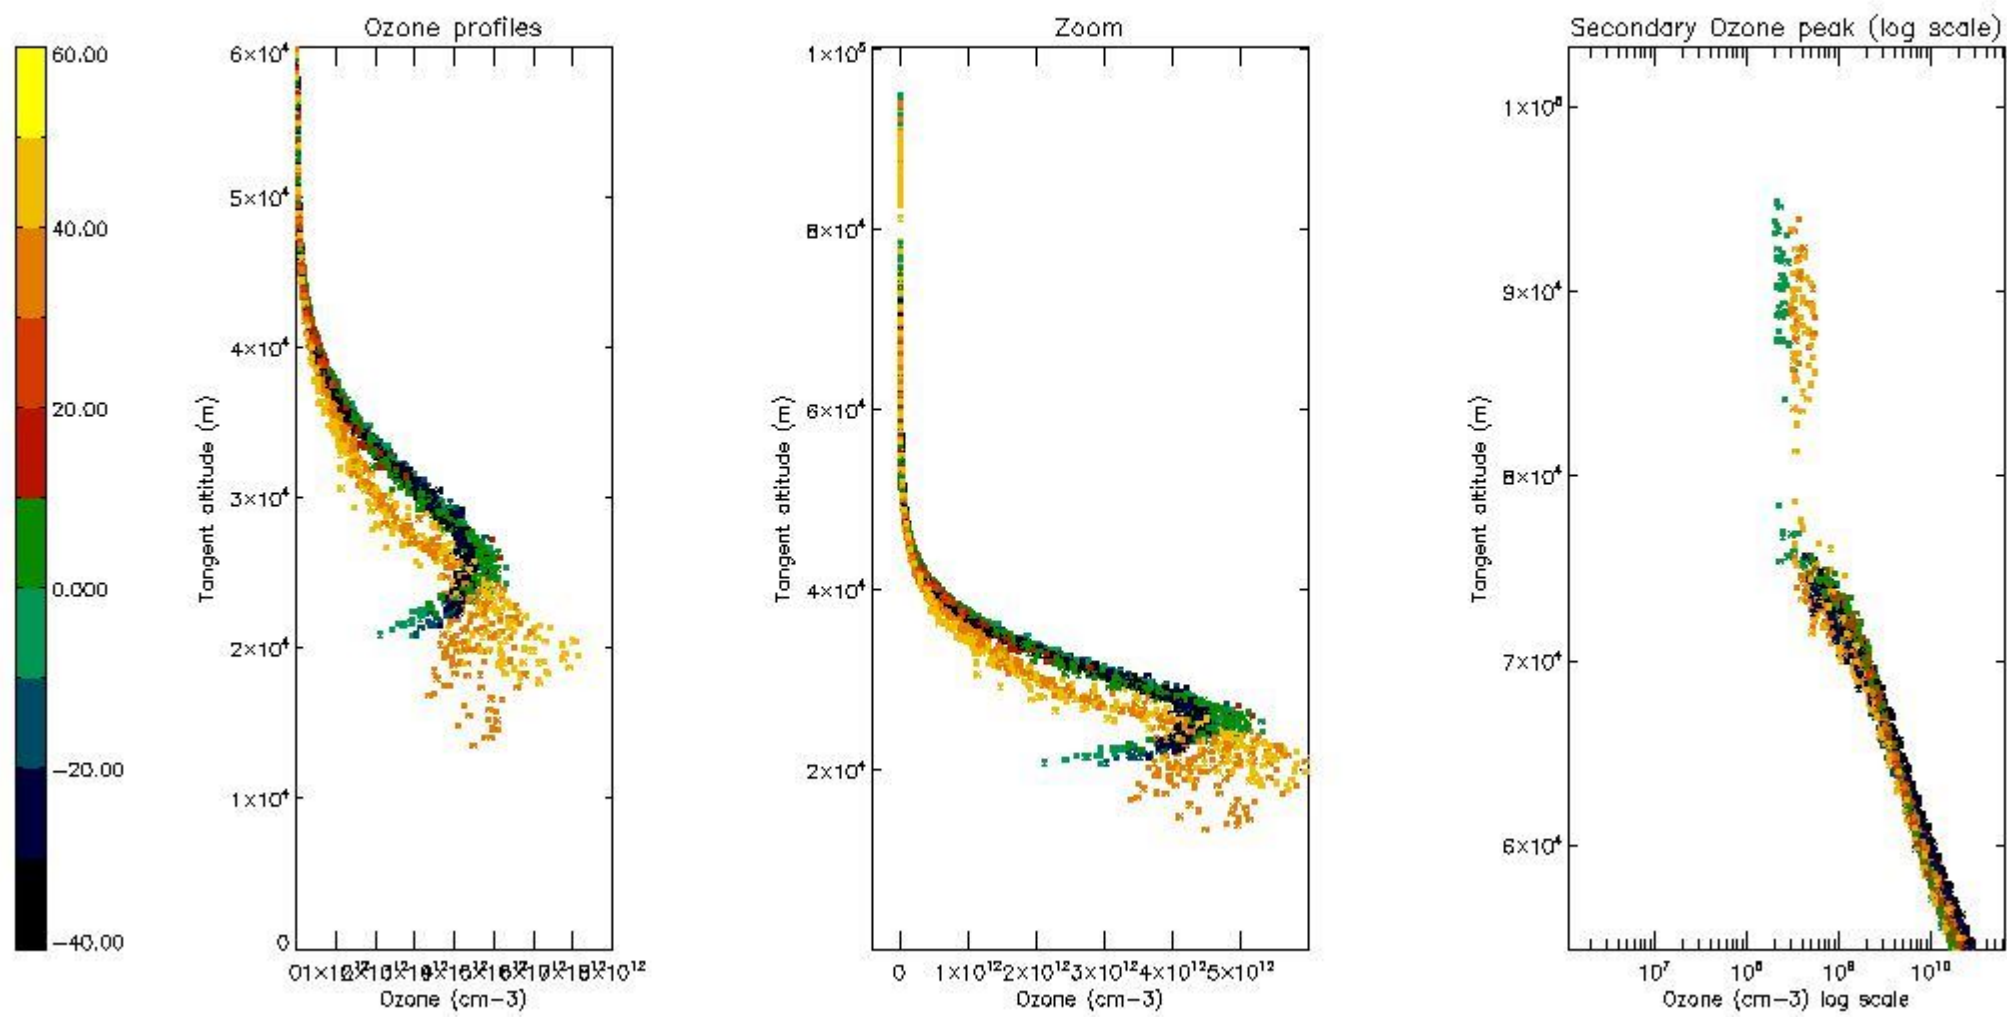 Ozone profiles
Zoom
Secondary Ozone peak (log scale)
60.00
40.00
20.00
0.000
−20.00
−40.00
6×10⁴
5×10⁴
4×10⁴
3×10⁴
2×10⁴
1×10⁴
0
Tangent altitude (m)
Ozone (cm−3)
1×10⁵
8×10⁴
6×10⁴
4×10⁴
2×10⁴
Tangent altitude (m)
0 1×10¹² 2×10¹² 3×10¹² 4×10¹² 5×10¹²
Ozone (cm−3)
1×10⁵
9×10⁴
8×10⁴
7×10⁴
6×10⁴
Tangent altitude (m)
10⁷ 10⁸ 10⁹ 10¹⁰
Ozone (cm−3) log scale